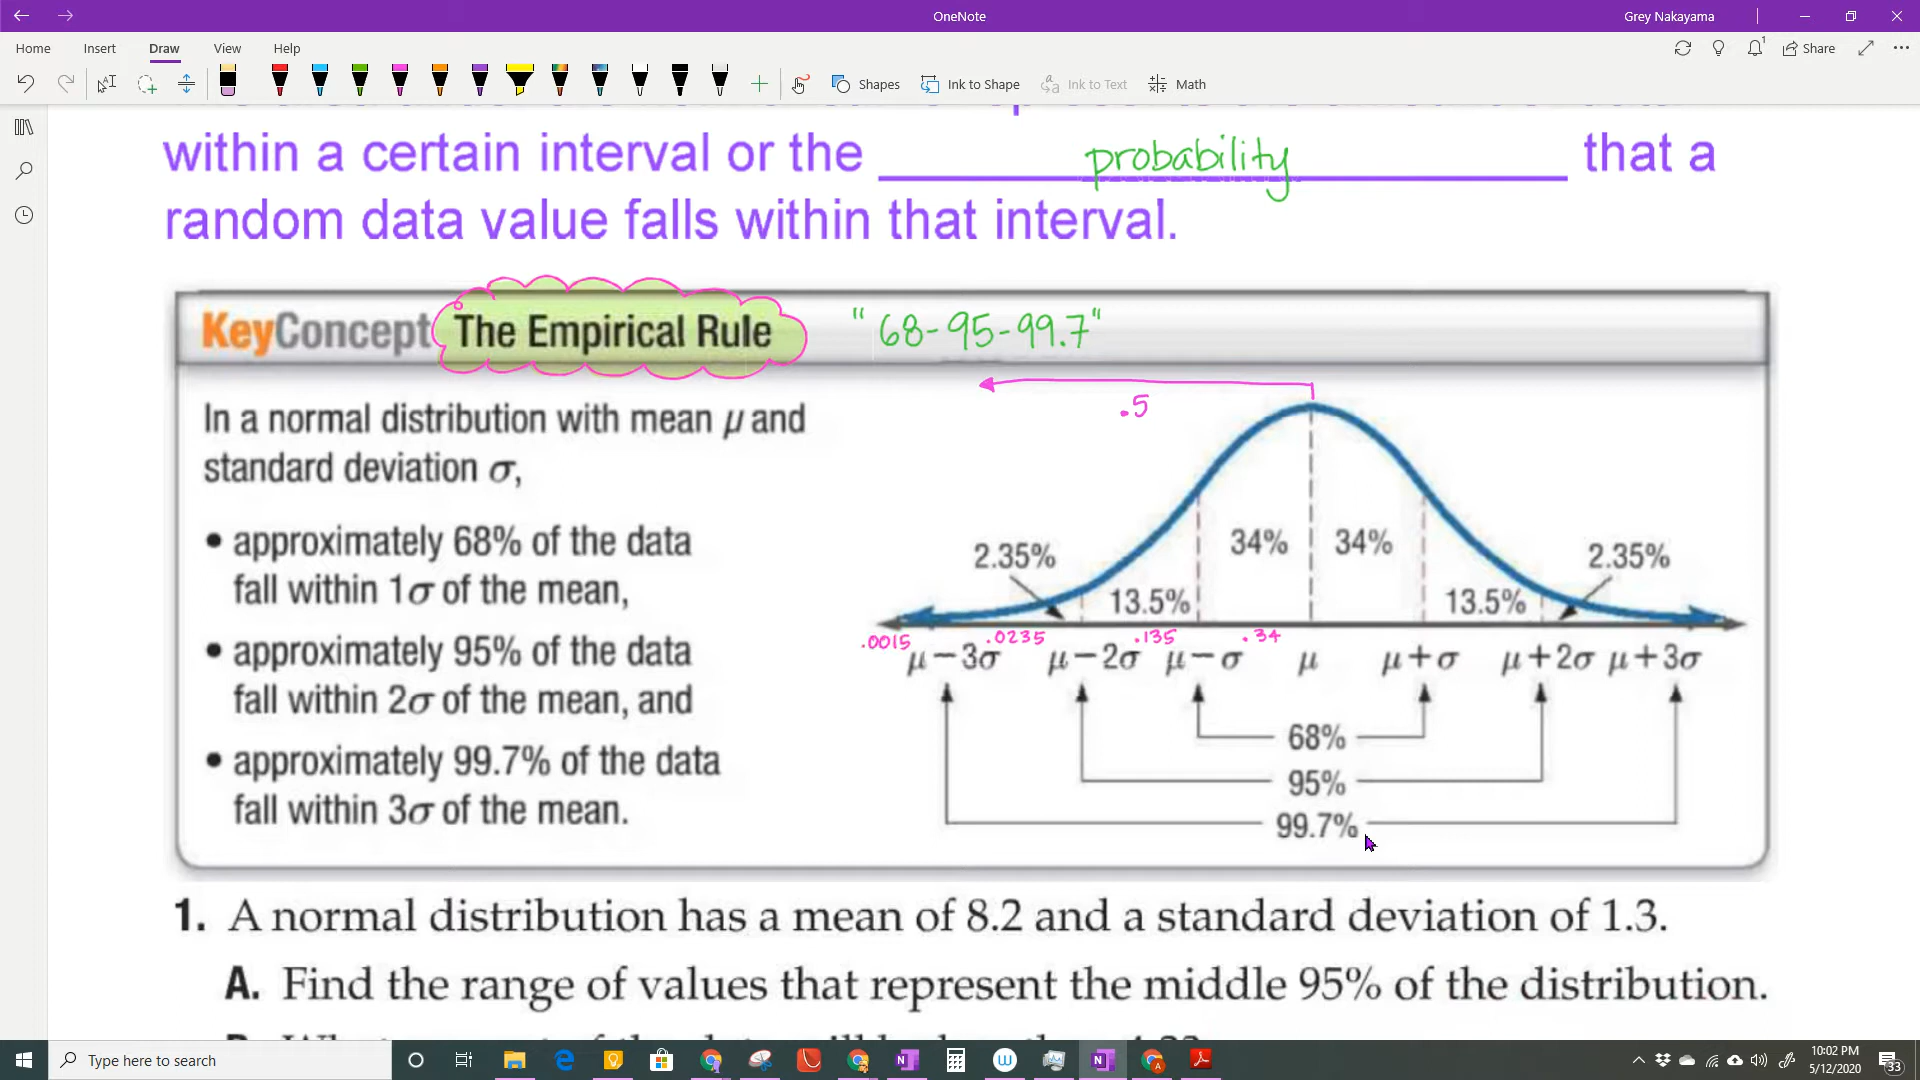 OneNote
Grey Nakayama
Home Insert Draw View Help
Share
Shapes Ink to Shape Ink to Text Math
within a certain interval or the probability that a
random data value falls within that interval.
KeyConcept The Empirical Rule "68-95-99.7"
.5
In a normal distribution with mean μ and
standard deviation σ,
• approximately 68% of the data
fall within 1σ of the mean,
• approximately 95% of the data
fall within 2σ of the mean, and
• approximately 99.7% of the data
fall within 3σ of the mean.
34% 34%
2.35% 2.35%
13.5% 13.5%
.0015 .0235 .135 .34
μ−3σ μ−2σ μ−σ μ μ+σ μ+2σ μ+3σ
68%
95%
99.7%
1. A normal distribution has a mean of 8.2 and a standard deviation of 1.3.
A. Find the range of values that represent the middle 95% of the distribution.
Type here to search
10:02 PM
5/12/2020
33